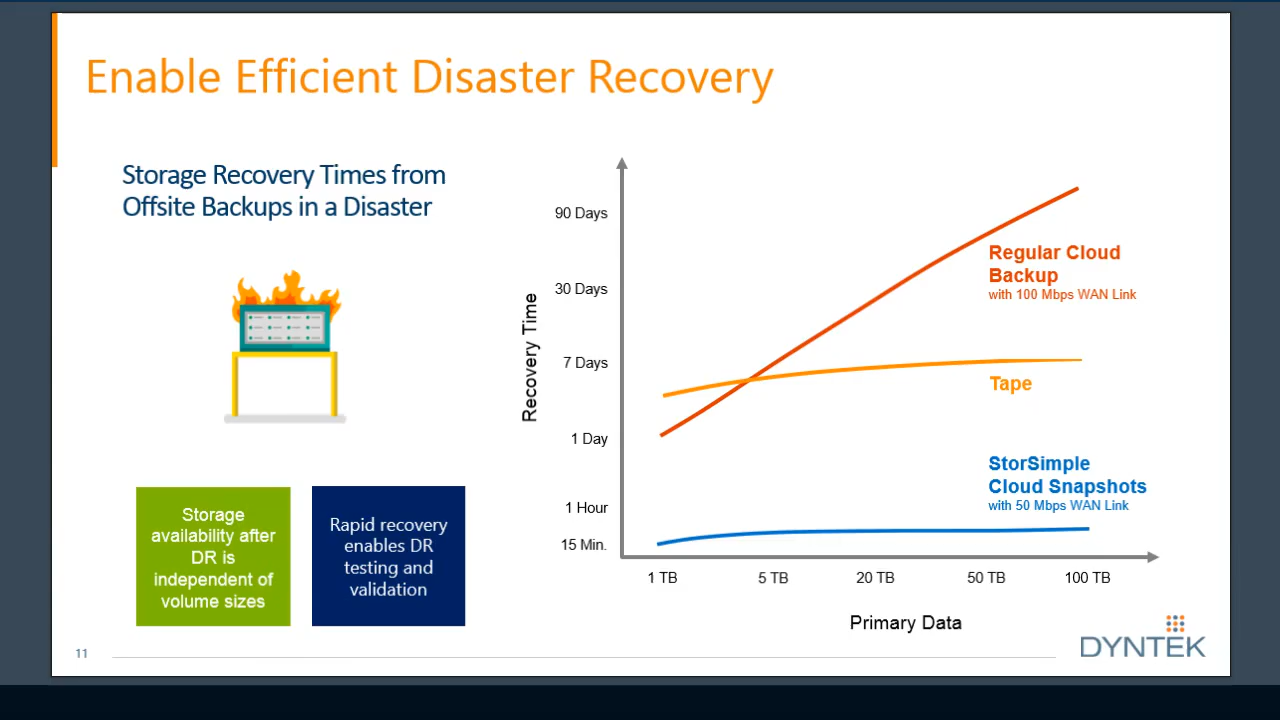 Enable Efficient Disaster Recovery
Storage Recovery Times from
Offsite Backups in a Disaster
Storage
availability after
DR is
independent of
volume sizes
Rapid recovery
enables DR
testing and
validation
Recovery Time
90 Days
30 Days
7 Days
1 Day
1 Hour
15 Min.
Regular Cloud
Backup
with 100 Mbps WAN Link
Tape
StorSimple
Cloud Snapshots
with 50 Mbps WAN Link
1 TB
5 TB
20 TB
50 TB
100 TB
Primary Data
11
DYNTEK